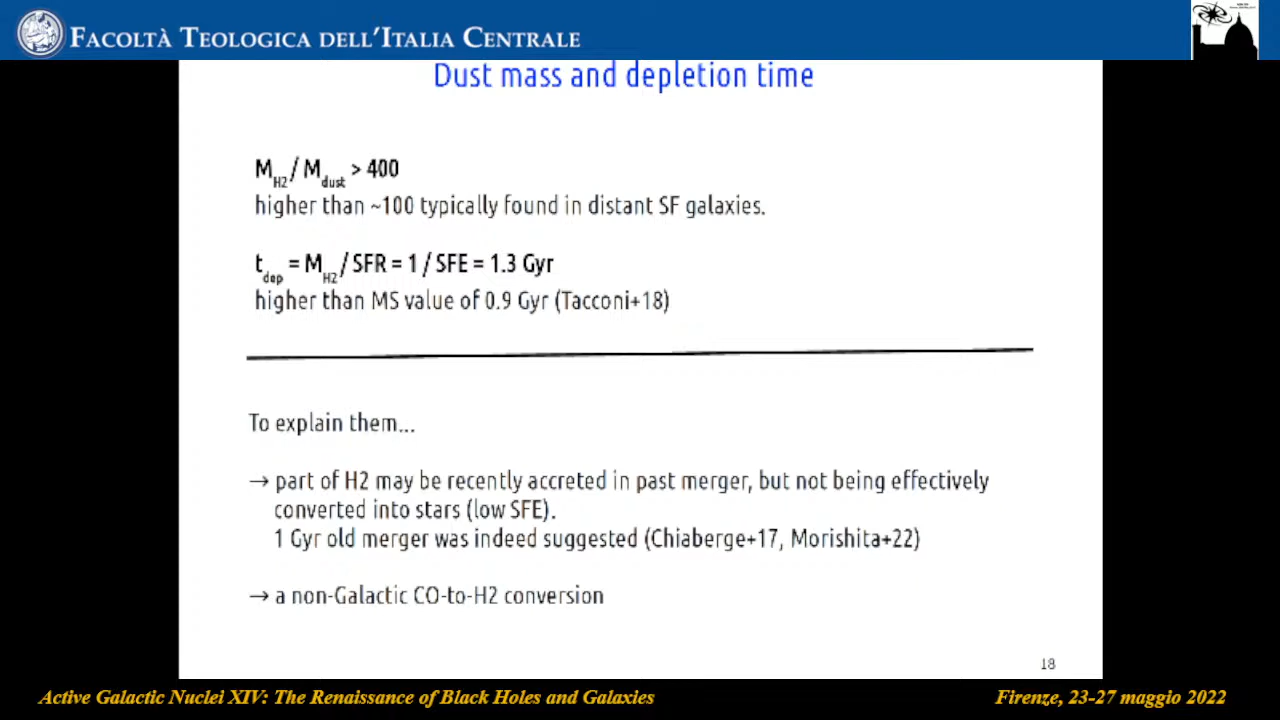 FACOLTÀ TEOLOGICA DELL'ITALIA CENTRALE
Dust mass and depletion time
M_H2 / M_dust > 400
higher than ~100 typically found in distant SF galaxies.
t_dep = M_H2 / SFR = 1 / SFE = 1.3 Gyr
higher than MS value of 0.9 Gyr (Tacconi+18)
To explain them...
→ part of H2 may be recently accreted in past merger, but not being effectively
converted into stars (low SFE).
1 Gyr old merger was indeed suggested (Chiaberge+17, Morishita+22)
→ a non-Galactic CO-to-H2 conversion
18
Active Galactic Nuclei XIV: The Renaissance of Black Holes and Galaxies
Firenze, 23-27 maggio 2022